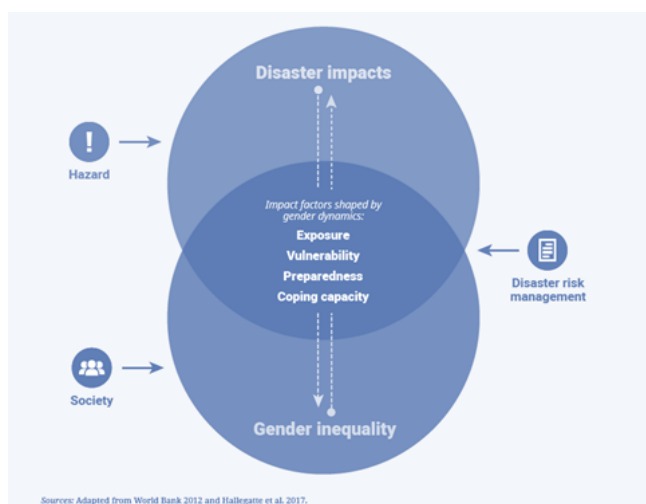 Disaster impacts
!
Hazard
Impact factors shaped by
gender dynamics:
Exposure
Vulnerability
Preparedness
Coping capacity
Disaster risk
management
Society
Gender inequality
Sources: Adapted from World Bank 2012 and Hallegatte et al. 2017.